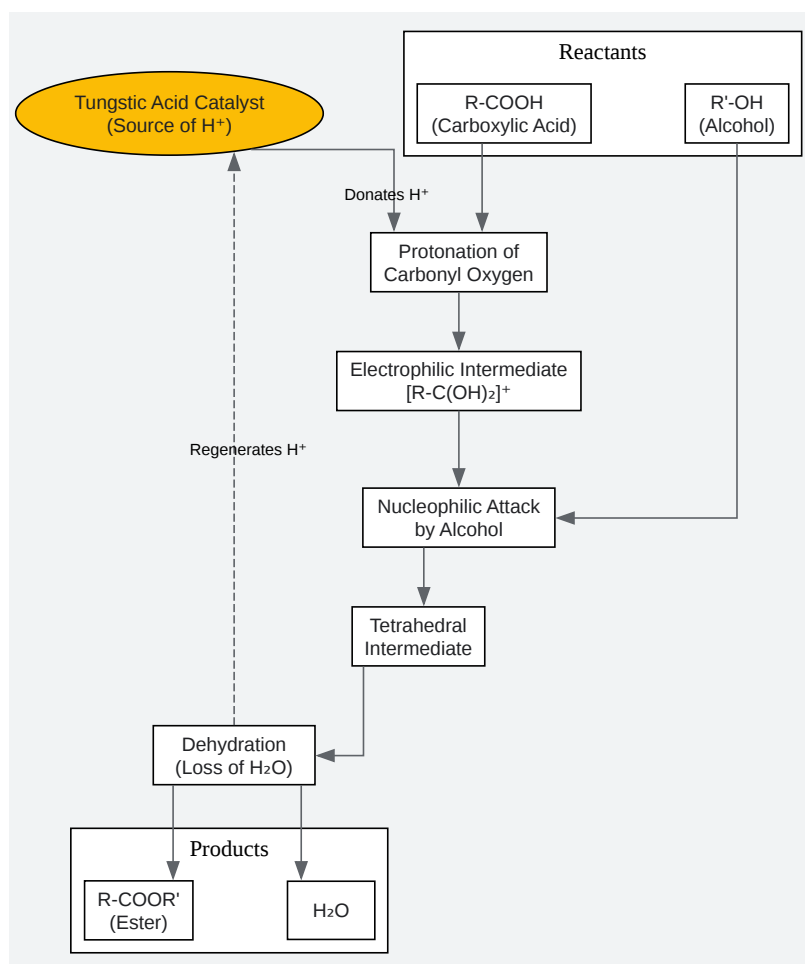 Reactants
Tungstic Acid Catalyst
(Source of H⁺)
R-COOH
(Carboxylic Acid)
R'-OH
(Alcohol)
Donates H⁺
Protonation of
Carbonyl Oxygen
Electrophilic Intermediate
[R-C(OH)₂]⁺
Regenerates H⁺
Nucleophilic Attack
by Alcohol
Tetrahedral
Intermediate
Dehydration
(Loss of H₂O)
Products
R-COOR'
(Ester)
H₂O